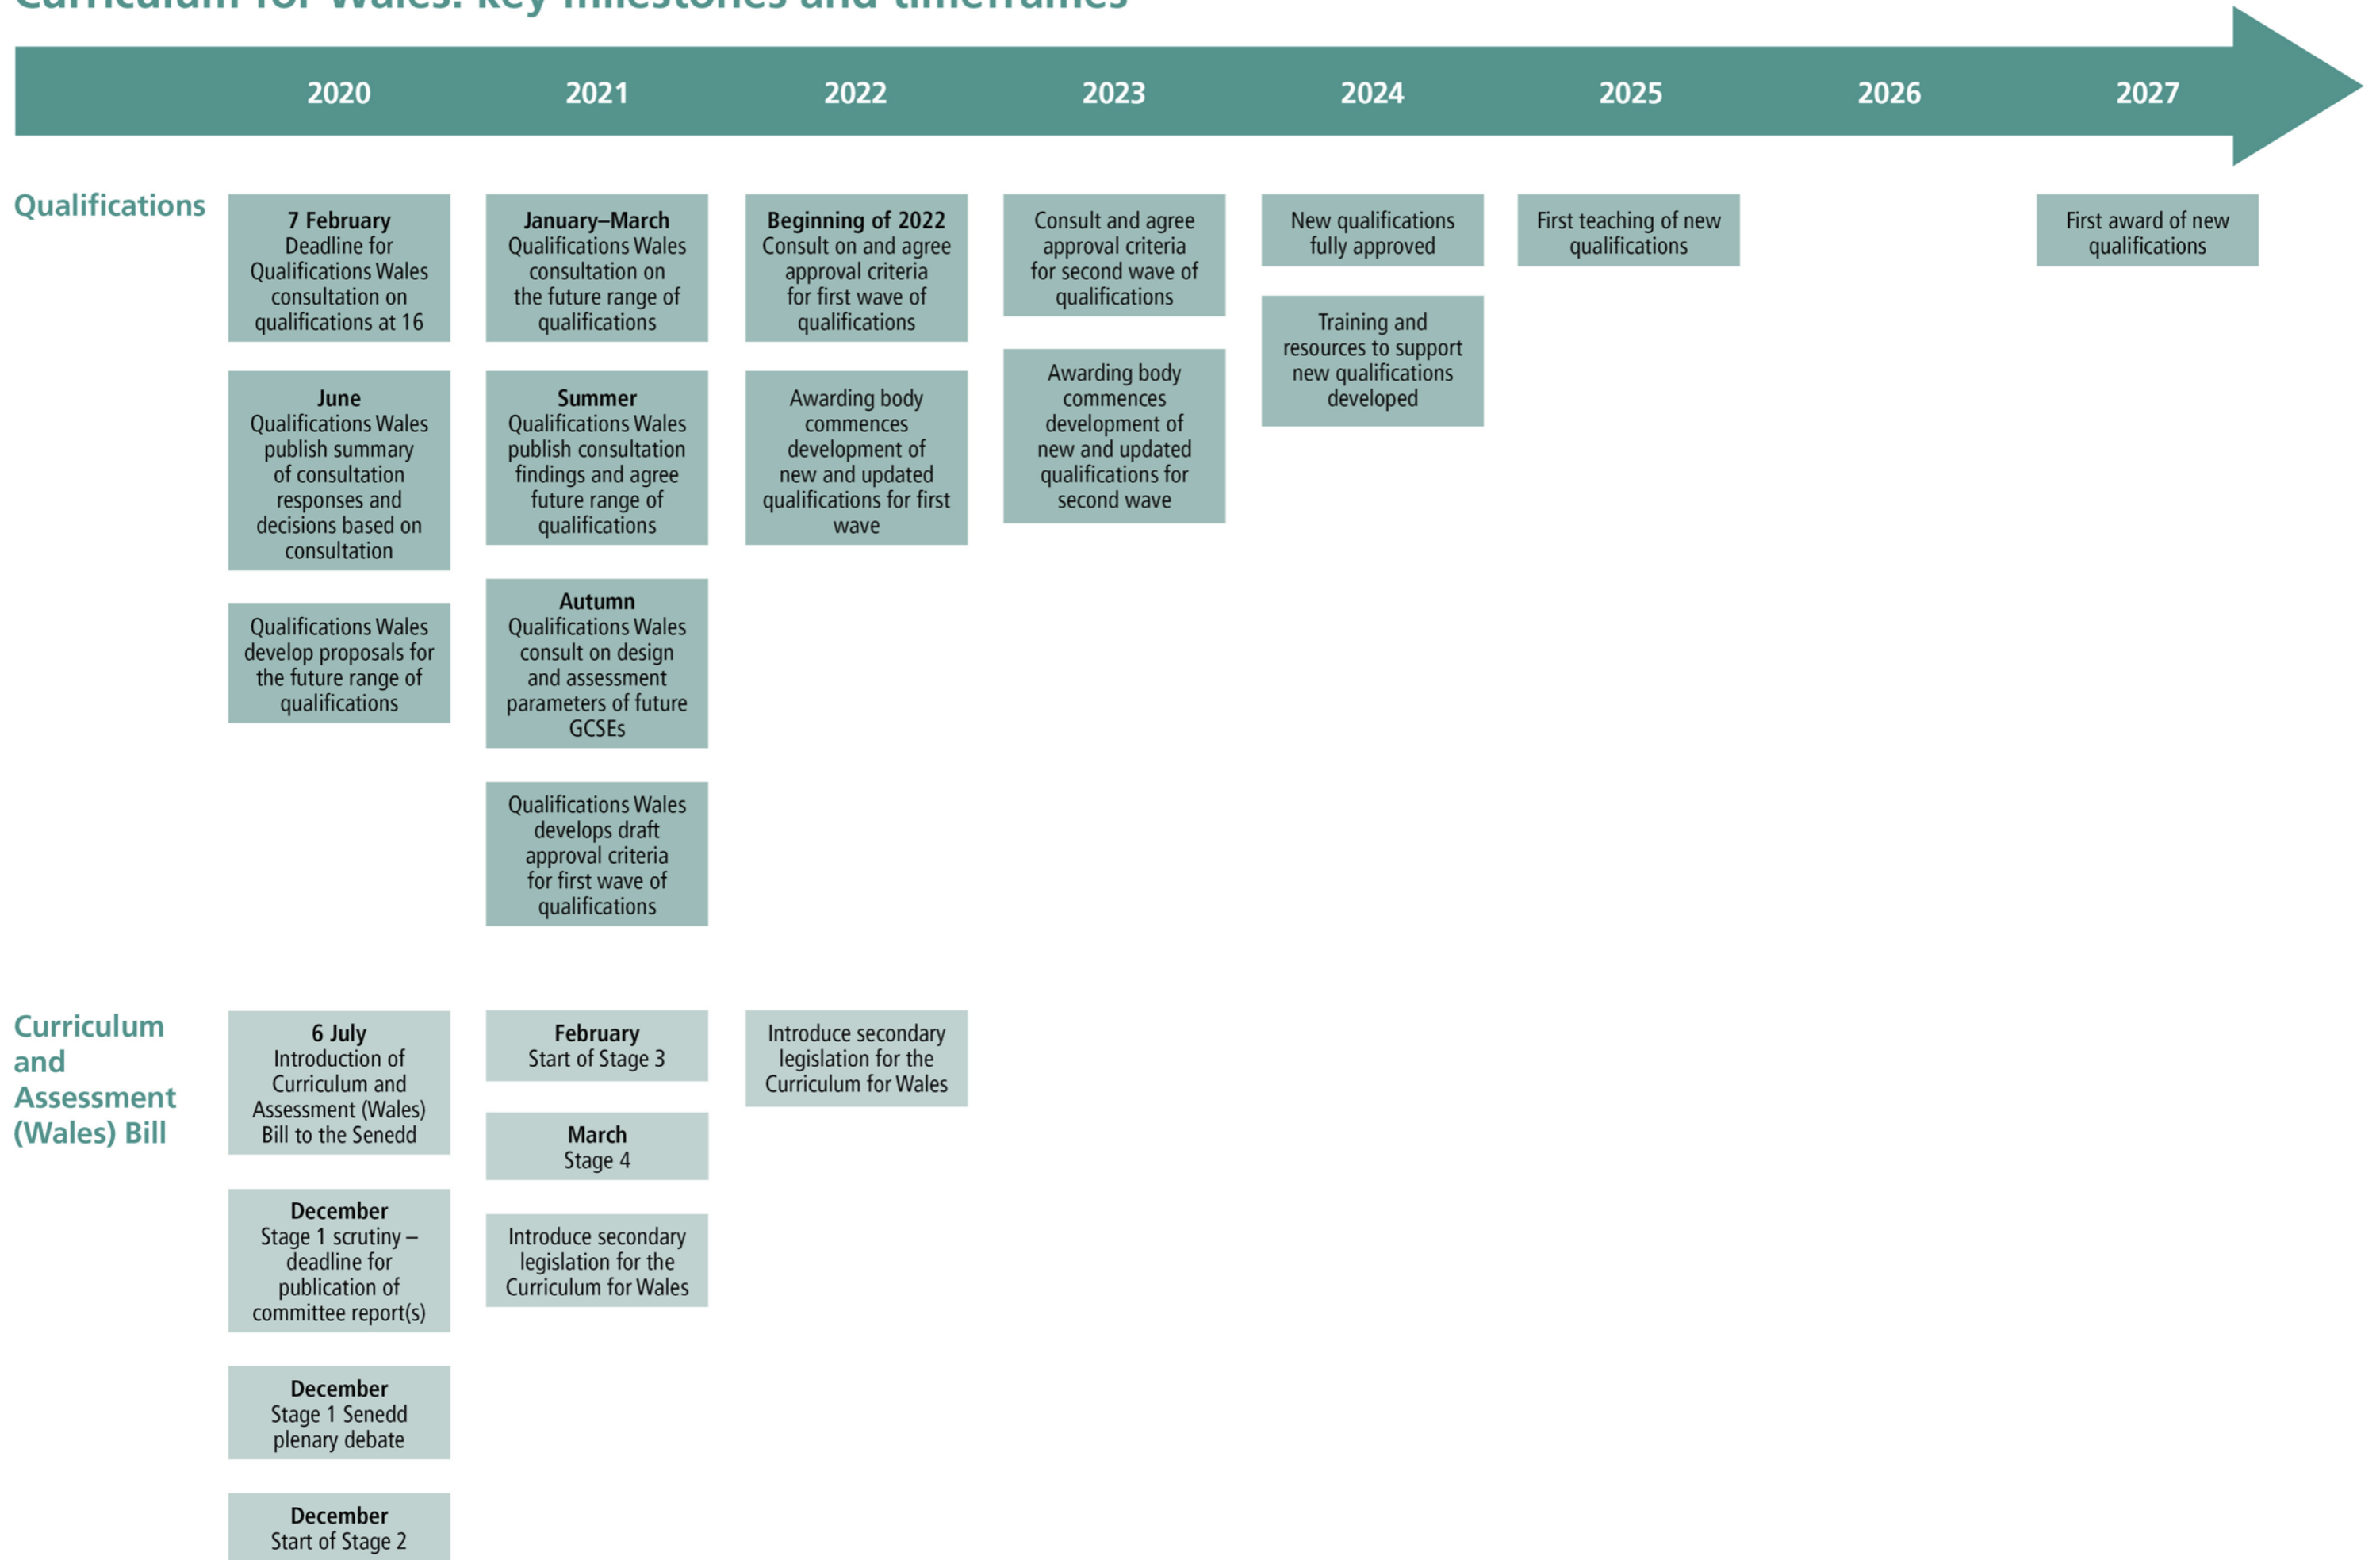 Curriculum for Wales: key milestones and timeframes
2020
2021
2022
2023
2024
2025
2026
2027
Qualifications
7 February
Deadline for
Qualifications Wales
consultation on
qualifications at 16
June
Qualifications Wales
publish summary
of consultation
responses and
decisions based on
consultation
Qualifications Wales
develop proposals for
the future range of
qualifications
January–March
Qualifications Wales
consultation on
the future range of
qualifications
Summer
Qualifications Wales
publish consultation
findings and agree
future range of
qualifications
Autumn
Qualifications Wales
consult on design
and assessment
parameters of future
GCSEs
Qualifications Wales
develops draft
approval criteria
for first wave of
qualifications
Beginning of 2022
Consult on and agree
approval criteria
for first wave of
qualifications
Awarding body
commences
development of
new and updated
qualifications for first
wave
Consult and agree
approval criteria
for second wave of
qualifications
Awarding body
commences
development of
new and updated
qualifications for
second wave
New qualifications
fully approved
Training and
resources to support
new qualifications
developed
First teaching of new
qualifications
First award of new
qualifications
Curriculum
and
Assessment
(Wales) Bill
6 July
Introduction of
Curriculum and
Assessment (Wales)
Bill to the Senedd
December
Stage 1 scrutiny –
deadline for
publication of
committee report(s)
December
Stage 1 Senedd
plenary debate
December
Start of Stage 2
February
Start of Stage 3
March
Stage 4
Introduce secondary
legislation for the
Curriculum for Wales
Introduce secondary
legislation for the
Curriculum for Wales